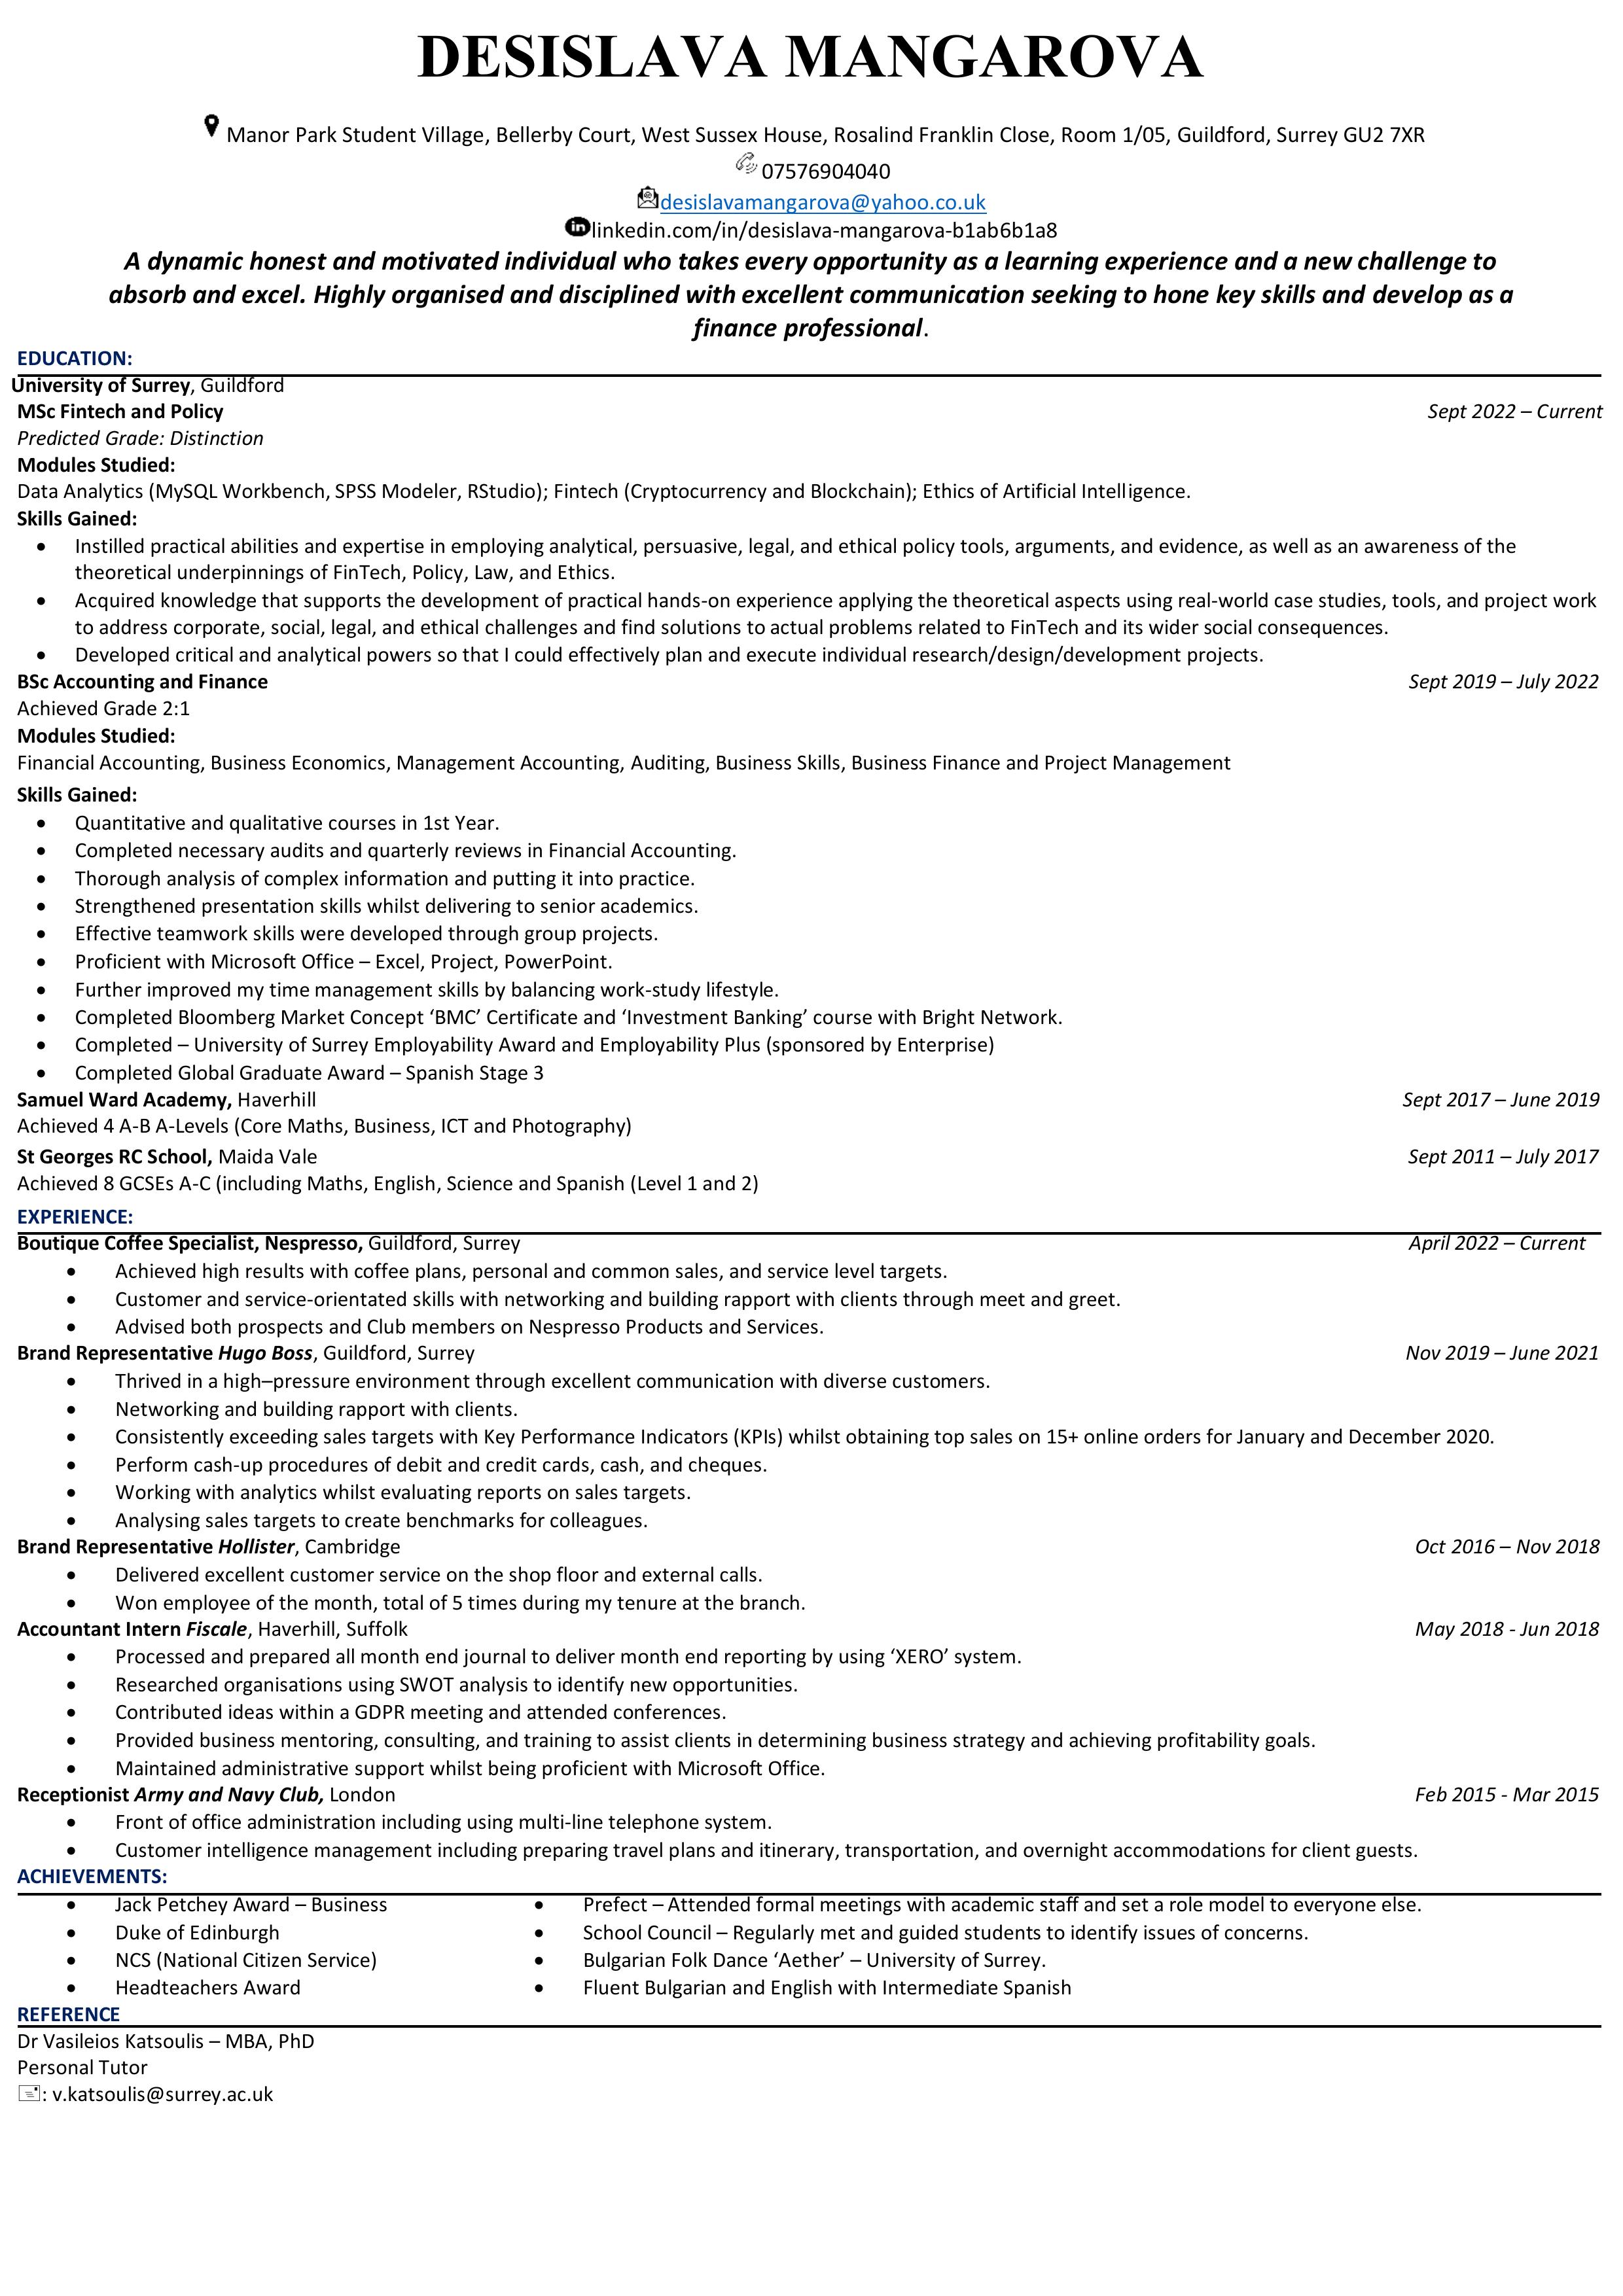 DESISLAVA MANGAROVA
Manor Park Student Village, Bellerby Court, West Sussex House, Rosalind Franklin Close, Room 1/05, Guildford, Surrey GU2 7XR
07576904040
desislavamangarova@yahoo.co.uk
linkedin.com/in/desislava-mangarova-b1ab6b1a8
A dynamic honest and motivated individual who takes every opportunity as a learning experience and a new challenge to
absorb and excel. Highly organised and disciplined with excellent communication seeking to hone key skills and develop as a
finance professional.
EDUCATION:
University of Surrey, Guildford
MSc Fintech and Policy Sept 2022 – Current
Predicted Grade: Distinction
Modules Studied:
Data Analytics (MySQL Workbench, SPSS Modeler, RStudio); Fintech (Cryptocurrency and Blockchain); Ethics of Artificial Intelligence.
Skills Gained:
• Instilled practical abilities and expertise in employing analytical, persuasive, legal, and ethical policy tools, arguments, and evidence, as well as an awareness of the
theoretical underpinnings of FinTech, Policy, Law, and Ethics.
• Acquired knowledge that supports the development of practical hands-on experience applying the theoretical aspects using real-world case studies, tools, and project work
to address corporate, social, legal, and ethical challenges and find solutions to actual problems related to FinTech and its wider social consequences.
• Developed critical and analytical powers so that I could effectively plan and execute individual research/design/development projects.
BSc Accounting and Finance Sept 2019 – July 2022
Achieved Grade 2:1
Modules Studied:
Financial Accounting, Business Economics, Management Accounting, Auditing, Business Skills, Business Finance and Project Management
Skills Gained:
• Quantitative and qualitative courses in 1st Year.
• Completed necessary audits and quarterly reviews in Financial Accounting.
• Thorough analysis of complex information and putting it into practice.
• Strengthened presentation skills whilst delivering to senior academics.
• Effective teamwork skills were developed through group projects.
• Proficient with Microsoft Office – Excel, Project, PowerPoint.
• Further improved my time management skills by balancing work-study lifestyle.
• Completed Bloomberg Market Concept ‘BMC’ Certificate and ‘Investment Banking’ course with Bright Network.
• Completed – University of Surrey Employability Award and Employability Plus (sponsored by Enterprise)
• Completed Global Graduate Award – Spanish Stage 3
Samuel Ward Academy, Haverhill Sept 2017 – June 2019
Achieved 4 A-B A-Levels (Core Maths, Business, ICT and Photography)
St Georges RC School, Maida Vale Sept 2011 – July 2017
Achieved 8 GCSEs A-C (including Maths, English, Science and Spanish (Level 1 and 2)
EXPERIENCE:
Boutique Coffee Specialist, Nespresso, Guildford, Surrey April 2022 – Current
• Achieved high results with coffee plans, personal and common sales, and service level targets.
• Customer and service-orientated skills with networking and building rapport with clients through meet and greet.
• Advised both prospects and Club members on Nespresso Products and Services.
Brand Representative Hugo Boss, Guildford, Surrey Nov 2019 – June 2021
• Thrived in a high–pressure environment through excellent communication with diverse customers.
• Networking and building rapport with clients.
• Consistently exceeding sales targets with Key Performance Indicators (KPIs) whilst obtaining top sales on 15+ online orders for January and December 2020.
• Perform cash-up procedures of debit and credit cards, cash, and cheques.
• Working with analytics whilst evaluating reports on sales targets.
• Analysing sales targets to create benchmarks for colleagues.
Brand Representative Hollister, Cambridge Oct 2016 – Nov 2018
• Delivered excellent customer service on the shop floor and external calls.
• Won employee of the month, total of 5 times during my tenure at the branch.
Accountant Intern Fiscale, Haverhill, Suffolk May 2018 - Jun 2018
• Processed and prepared all month end journal to deliver month end reporting by using ‘XERO’ system.
• Researched organisations using SWOT analysis to identify new opportunities.
• Contributed ideas within a GDPR meeting and attended conferences.
• Provided business mentoring, consulting, and training to assist clients in determining business strategy and achieving profitability goals.
• Maintained administrative support whilst being proficient with Microsoft Office.
Receptionist Army and Navy Club, London Feb 2015 - Mar 2015
• Front of office administration including using multi-line telephone system.
• Customer intelligence management including preparing travel plans and itinerary, transportation, and overnight accommodations for client guests.
ACHIEVEMENTS:
• Jack Petchey Award – Business
• Duke of Edinburgh
• NCS (National Citizen Service)
• Headteachers Award
• Prefect – Attended formal meetings with academic staff and set a role model to everyone else.
• School Council – Regularly met and guided students to identify issues of concerns.
• Bulgarian Folk Dance ‘Aether’ – University of Surrey.
• Fluent Bulgarian and English with Intermediate Spanish
REFERENCE
Dr Vasileios Katsoulis – MBA, PhD
Personal Tutor
: v.katsoulis@surrey.ac.uk